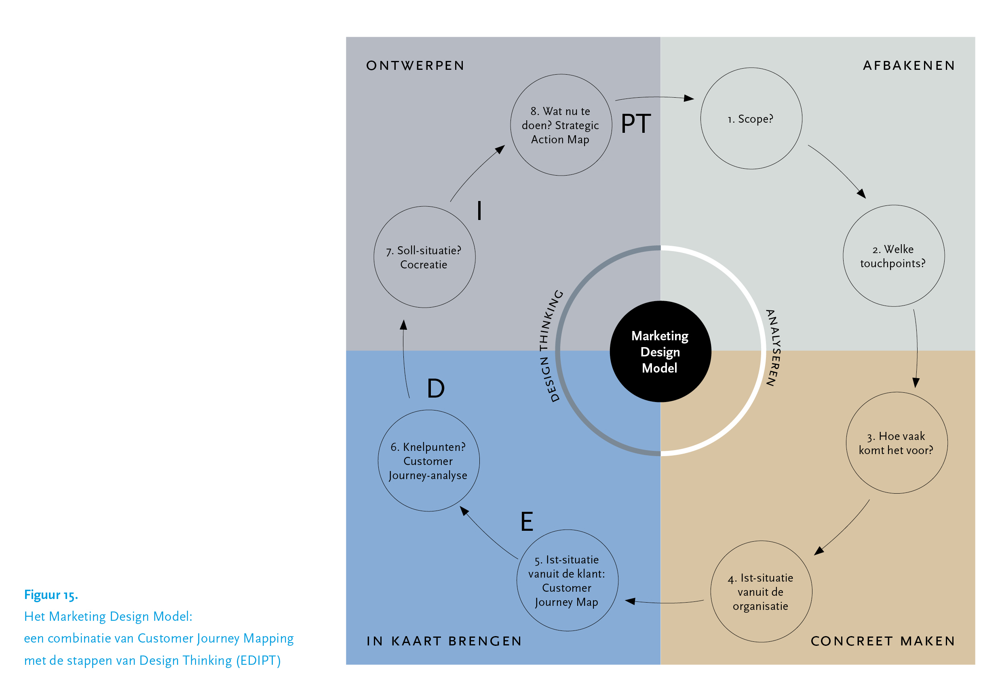 ONTWERPEN
AFBAKENEN
8. Wat nu te
doen? Strategic
Action Map
PT
1. Scope?
I
7. Soll-situatie?
Cocreatie
2. Welke
touchpoints?
DESIGN THINKING
ANALYSEREN
Marketing
Design
Model
D
6. Knelpunten?
Customer
Journey-analyse
3. Hoe vaak
komt het voor?
E
5. Ist-situatie
vanuit de klant:
Customer
Journey Map
4. Ist-situatie
vanuit de
organisatie
IN KAART BRENGEN
CONCREET MAKEN
Figuur 15.
Het Marketing Design Model:
een combinatie van Customer Journey Mapping
met de stappen van Design Thinking (EDIPT)